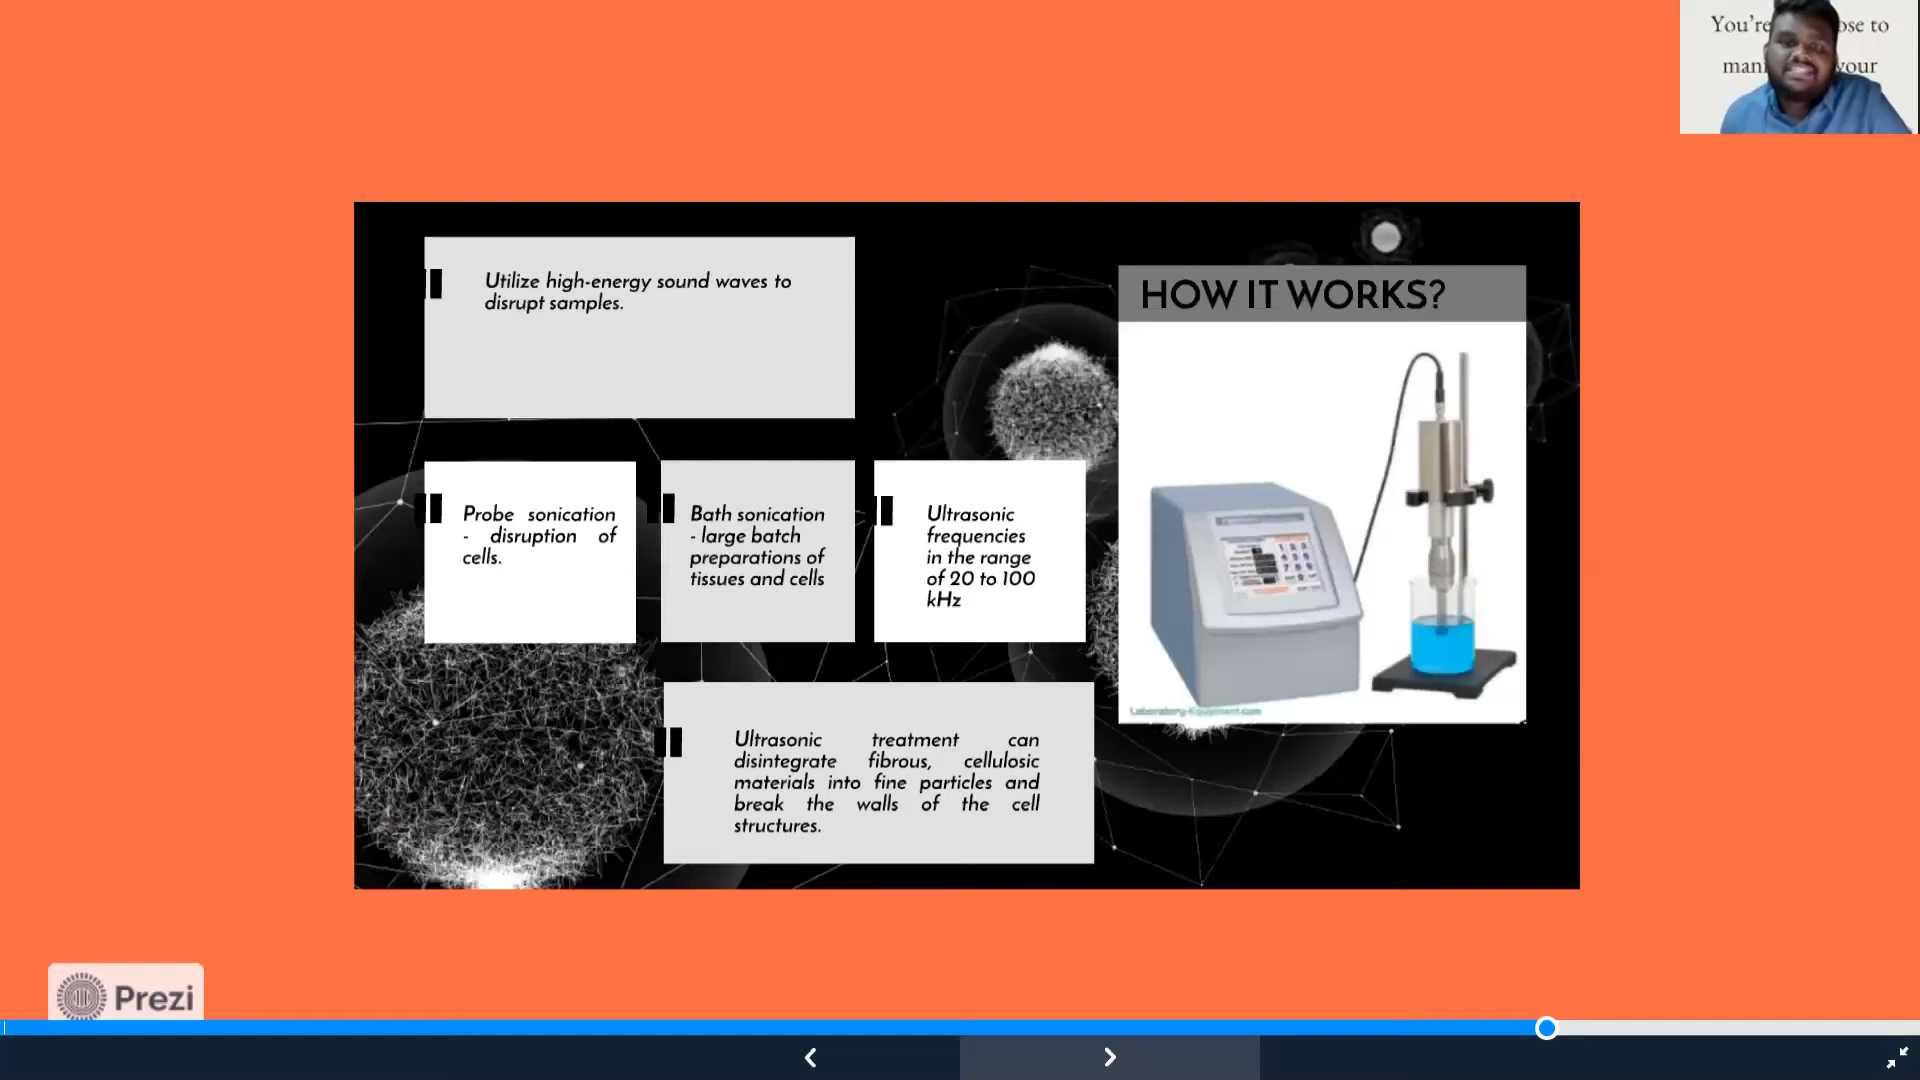 You're ose to
man your
Utilize high-energy sound waves to
disrupt samples.
HOW IT WORKS?
Probe sonication
- disruption of
cells.
Bath sonication
- large batch
preparations of
tissues and cells
Ultrasonic
frequencies
in the range
of 20 to 100
kHz
Laboratory-Equipment.com
Ultrasonic treatment can
disintegrate fibrous, cellulosic
materials into fine particles and
break the walls of the cell
structures.
Prezi